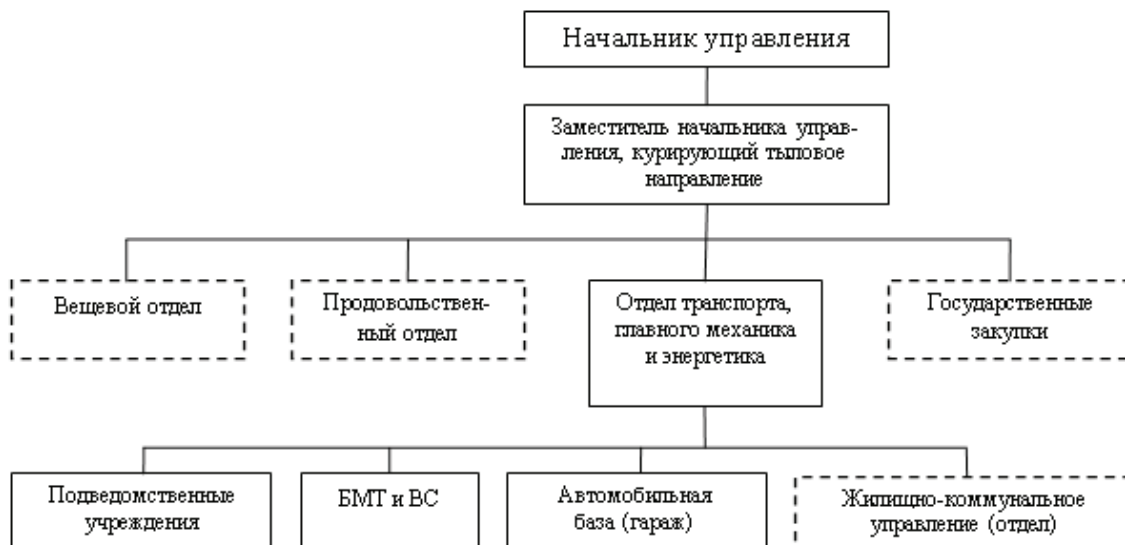 Начальник управления
Заместитель начальника управ-
ления, курирующий тыловое
направление
Вещевой отдел
Продовольствен-
ный отдел
Отдел транспорта,
главного механика
и энергетика
Государственные
закупки
Подведомственные
учреждения
БМТ и ВС
Автомобильная
база (гараж)
Жилищно-коммунальное
управление (отдел)